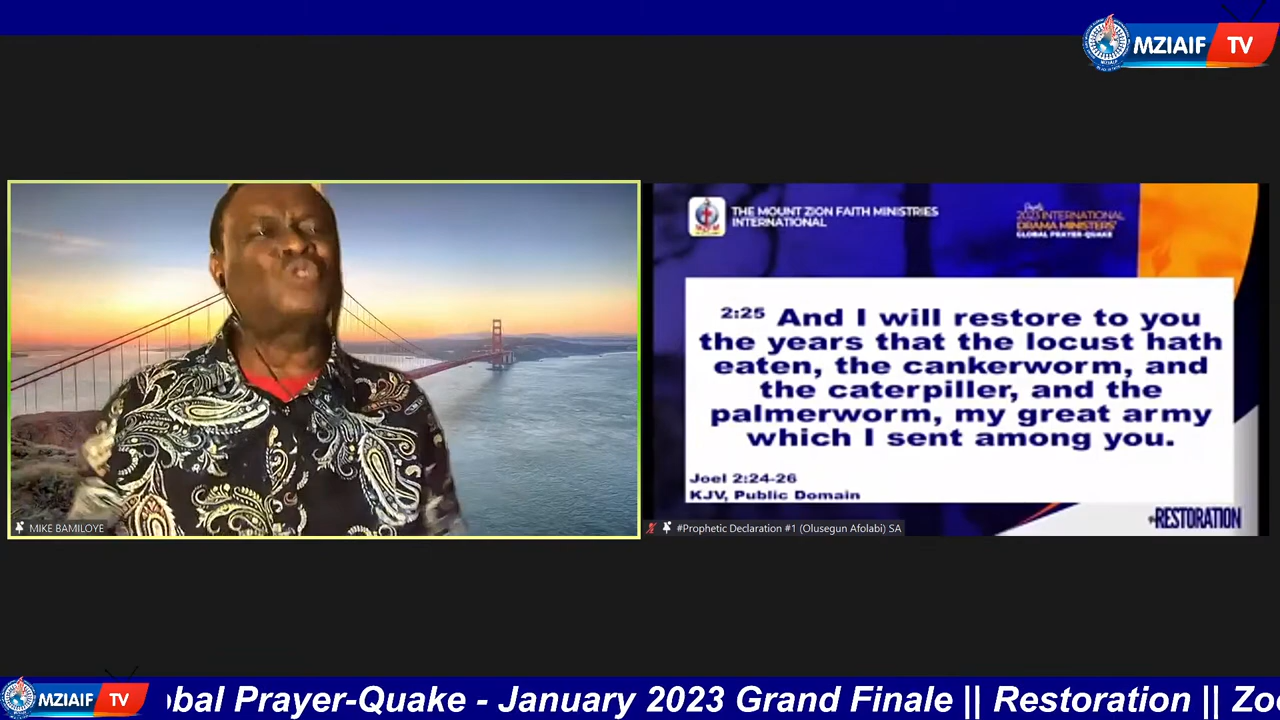 MZIAIF TV
THE MOUNT ZION FAITH MINISTRIES
INTERNATIONAL
2023 INTERNATIONAL
DRAMA MINISTERS'
GLOBAL PRAYER-QUAKE
2:25 And I will restore to you
the years that the locust hath
eaten, the cankerworm, and
the caterpiller, and the
palmerworm, my great army
which I sent among you.
Joel 2:24-26
KJV, Public Domain
#RESTORATION
MIKE BAMILOYE
#Prophetic Declaration #1 (Olusegun Afolabi) SA
MZIAIF TV
bal Prayer-Quake - January 2023 Grand Finale || Restoration || Zo